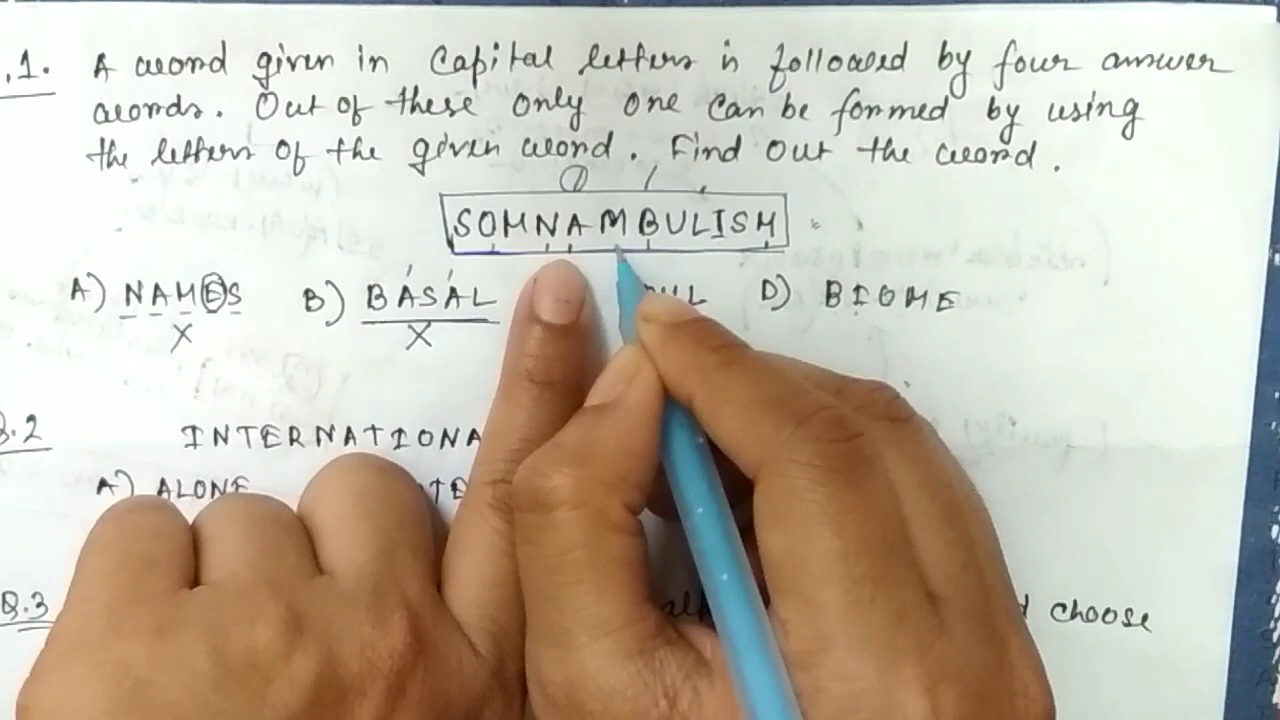 .1. A word given in Capital letters is followed by four answer
words. Out of these only one can be formed by using
the letters of the given word. Find out the word.
SOMNAMBULISM
A) NAMES B) BASAL D) BIOME
Q.2 INTERNATIONA
A) ALONE
Q.3 choose